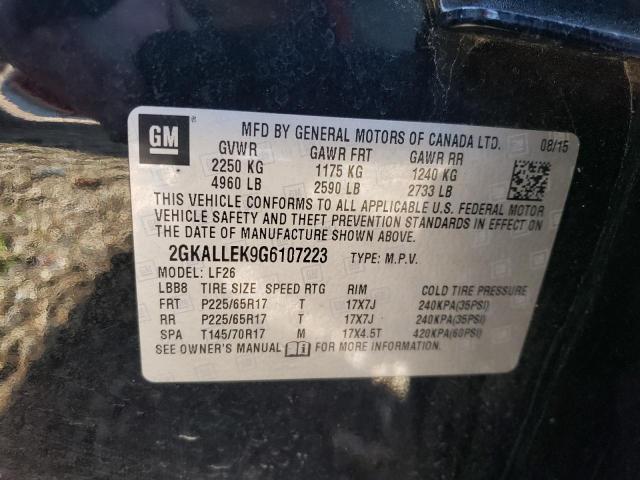 GM
MFD BY GENERAL MOTORS OF CANADA LTD. 08/15
GVWR GAWR FRT GAWR RR
2250 KG 1175 KG 1240 KG
4960 LB 2590 LB 2733 LB
THIS VEHICLE CONFORMS TO ALL APPLICABLE U.S. FEDERAL MOTOR
VEHICLE SAFETY AND THEFT PREVENTION STANDARDS IN EFFECT ON
THE DATE OF MANUFACTURE SHOWN ABOVE.
2GKALLEK9G6107223 TYPE: M.P.V.
MODEL: LF26
LBB8 TIRE SIZE SPEED RTG RIM COLD TIRE PRESSURE
FRT P225/65R17 T 17X7J 240KPA(35PSI)
RR P225/65R17 T 17X7J 240KPA(35PSI)
SPA T145/70R17 M 17X4.5T 420KPA(60PSI)
SEE OWNER'S MANUAL FOR MORE INFORMATION.